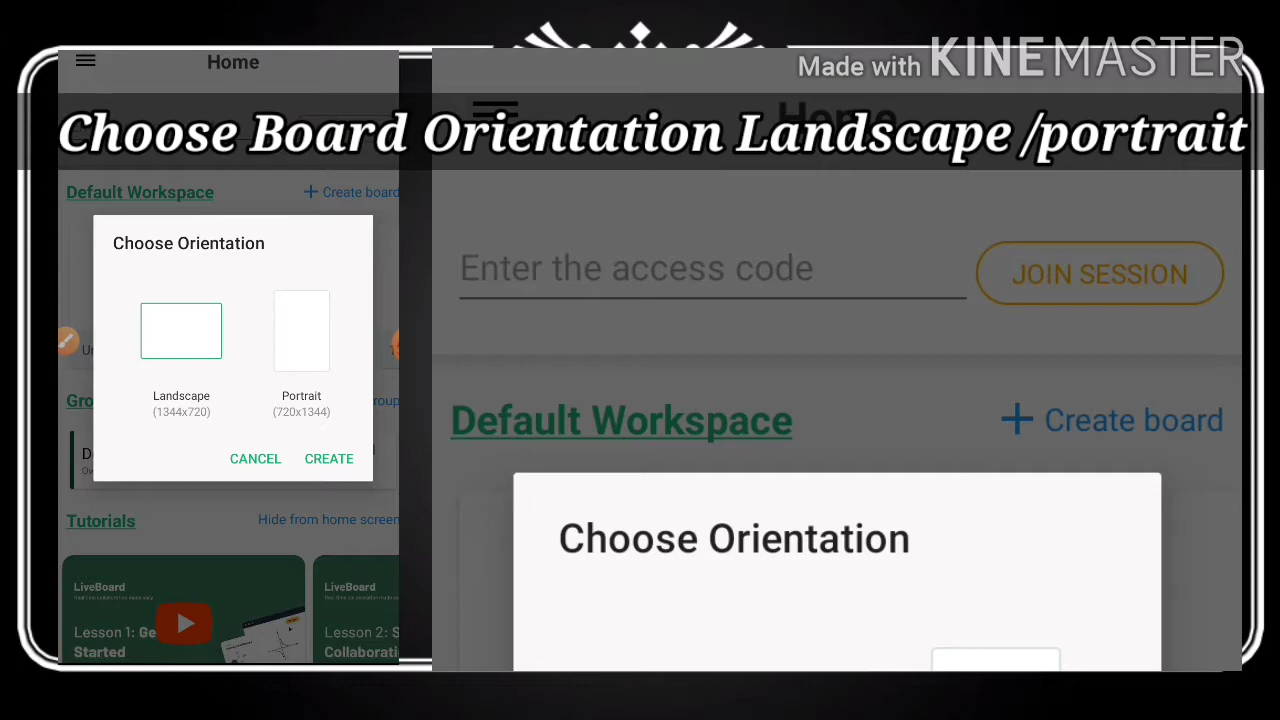 Made with KINEMASTER
Choose Board Orientation Landscape /portrait
Home
Default Workspace
+ Create board
Choose Orientation
Landscape
(1344x720)
Portrait
(720x1344)
CANCEL CREATE
Tutorials
Hide from home screen
LiveBoard
Lesson 1: Ge
Started
LiveBoard
Lesson 2: S
Collaborati
Home
Enter the access code
JOIN SESSION
Default Workspace
+ Create board
Choose Orientation